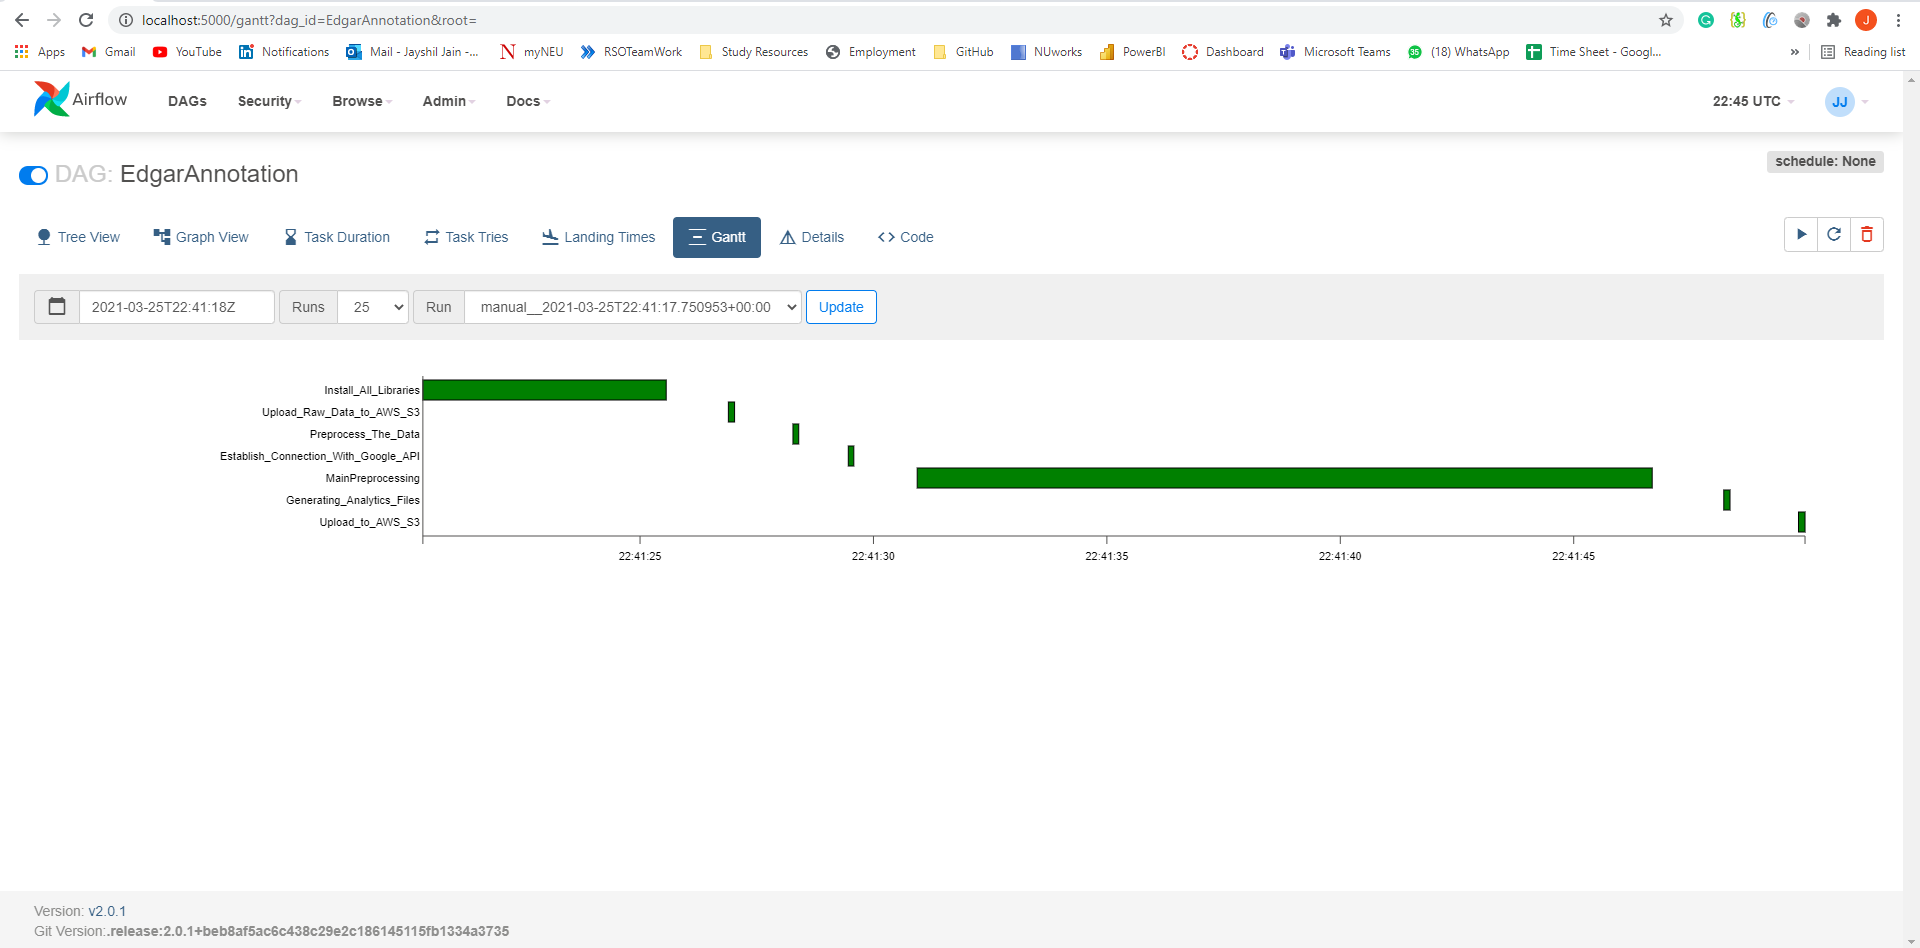 localhost:5000/gantt?dag_id=EdgarAnnotation&root=
J
Apps Gmail YouTube Notifications Mail - Jayshil Jain -... myNEU RSOTeamWork Study Resources Employment GitHub NUworks PowerBI Dashboard Microsoft Teams (18) WhatsApp Time Sheet - Googl... » Reading list
Airflow DAGs Security Browse Admin Docs 22:45 UTC JJ
DAG: EdgarAnnotation
schedule: None
Tree View Graph View Task Duration Task Tries Landing Times Gantt Details Code
2021-03-25T22:41:18Z Runs 25 Run manual__2021-03-25T22:41:17.750953+00:00 Update
Install_All_Libraries
Upload_Raw_Data_to_AWS_S3
Preprocess_The_Data
Establish_Connection_With_Google_API
MainPreprocessing
Generating_Analytics_Files
Upload_to_AWS_S3
22:41:25 22:41:30 22:41:35 22:41:40 22:41:45
Version: v2.0.1
Git Version:.release:2.0.1+beb8af5ac6c438c29e2c186145115fb1334a3735